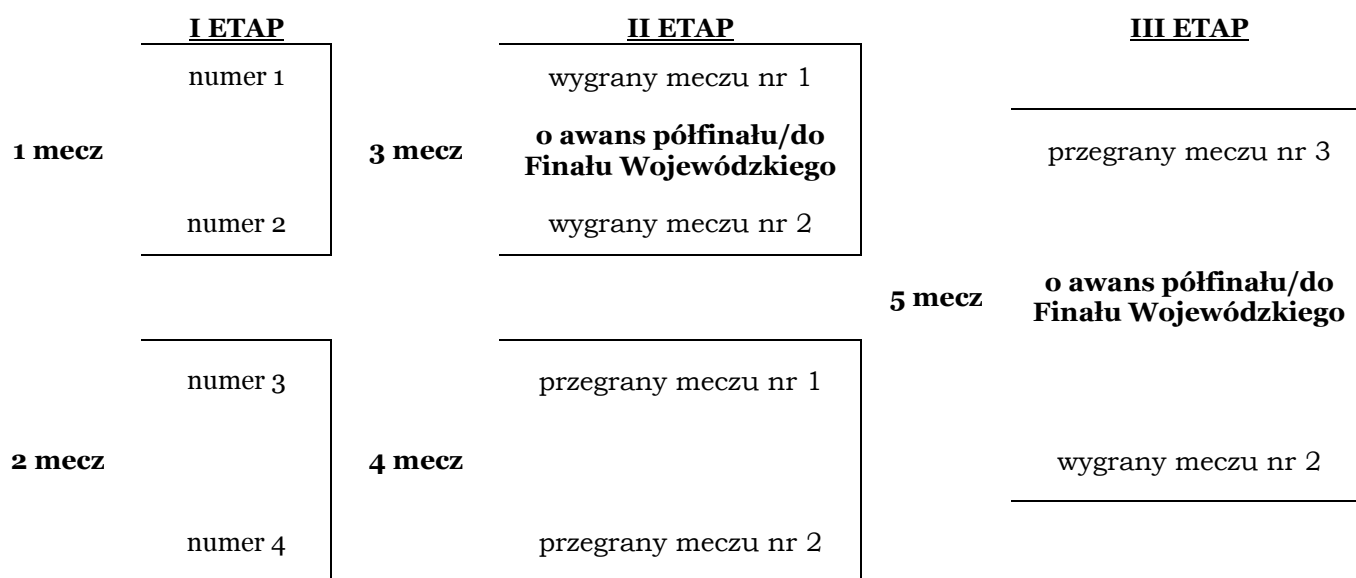 I ETAP
II ETAP
III ETAP
numer 1
wygrany meczu nr 1
1 mecz
3 mecz
o awans półfinału/do
Finału Wojewódzkiego
przegrany meczu nr 3
numer 2
wygrany meczu nr 2
5 mecz
o awans półfinału/do
Finału Wojewódzkiego
numer 3
przegrany meczu nr 1
2 mecz
4 mecz
wygrany meczu nr 2
numer 4
przegrany meczu nr 2